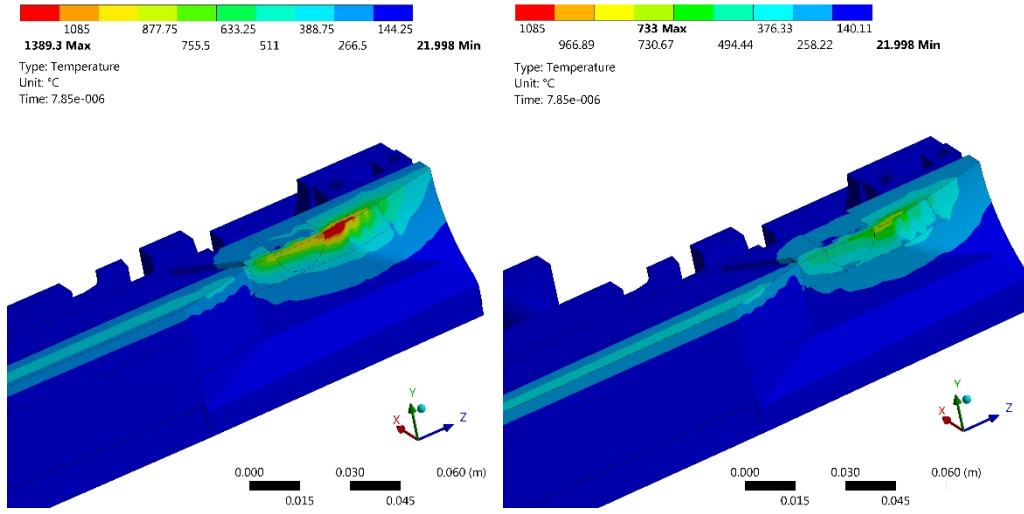 1085 877.75 633.25 388.75 144.25
1389.3 Max 755.5 511 266.5 21.998 Min
Type: Temperature
Unit: °C
Time: 7.85e-006
Y
X
Z
0.000 0.030 0.060 (m)
0.015 0.045
1085 733 Max 376.33 140.11
966.89 730.67 494.44 258.22 21.998 Min
Type: Temperature
Unit: °C
Time: 7.85e-006
Y
X
Z
0.000 0.030 0.060 (m)
0.015 0.045